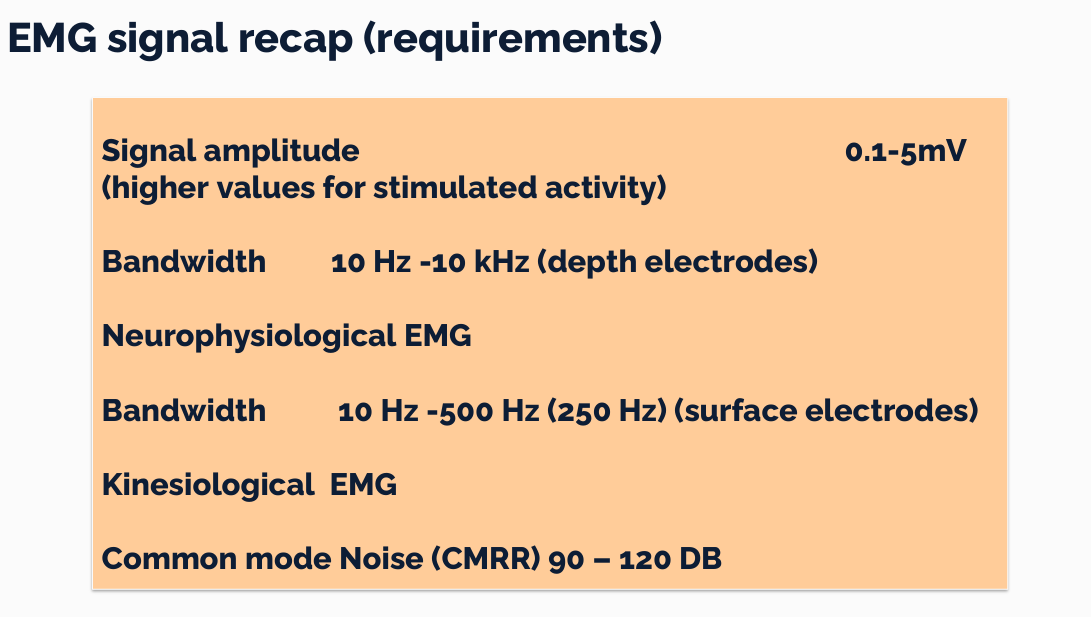 EMG signal recap (requirements)
Signal amplitude 0.1-5mV
(higher values for stimulated activity)
Bandwidth 10 Hz -10 kHz (depth electrodes)
Neurophysiological EMG
Bandwidth 10 Hz -500 Hz (250 Hz) (surface electrodes)
Kinesiological EMG
Common mode Noise (CMRR) 90 – 120 DB